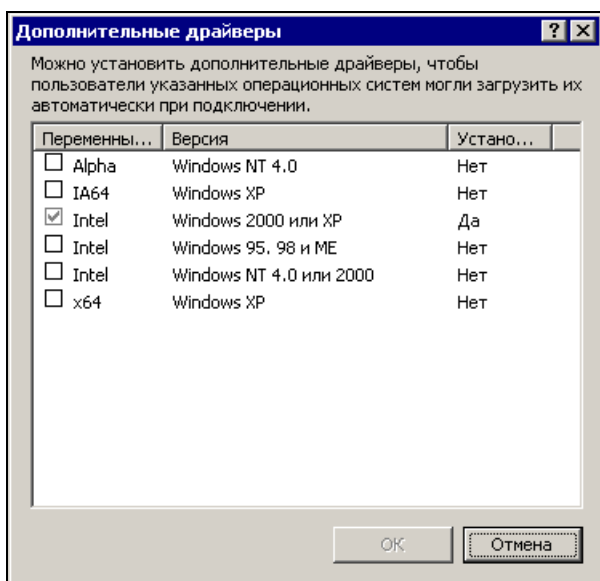 Дополнительные драйверы
Можно установить дополнительные драйверы, чтобы
пользователи указанных операционных систем могли загрузить их
автоматически при подключении.
Переменны... Версия Устано...
Alpha Windows NT 4.0 Нет
IA64 Windows XP Нет
Intel Windows 2000 или XP Да
Intel Windows 95, 98 и ME Нет
Intel Windows NT 4.0 или 2000 Нет
x64 Windows XP Нет
OK Отмена